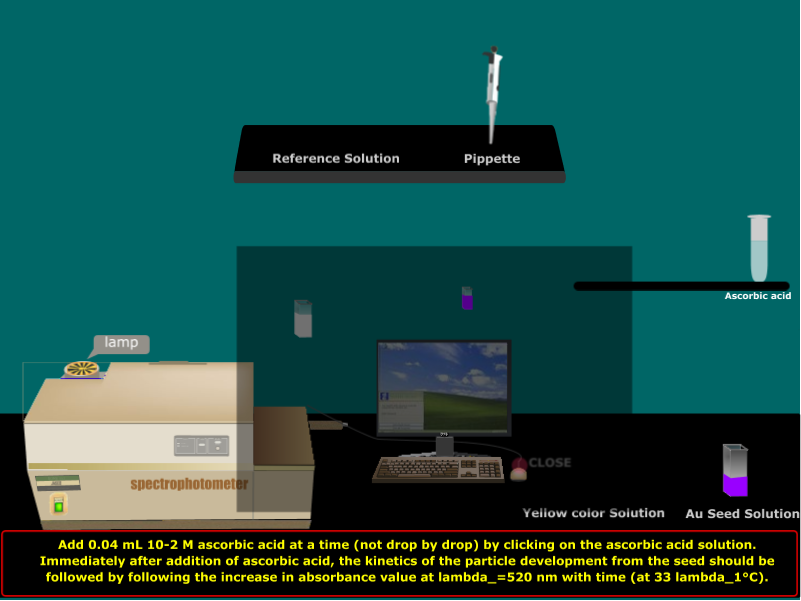 Reference Solution
Pippette
Ascorbic acid
lamp
CLOSE
spectrophotometer
Yellow color Solution
Au Seed Solution
Add 0.04 mL 10-2 M ascorbic acid at a time (not drop by drop) by clicking on the ascorbic acid solution.
Immediately after addition of ascorbic acid, the kinetics of the particle development from the seed should be
followed by following the increase in absorbance value at lambda_=520 nm with time (at 33 lambda_1°C).